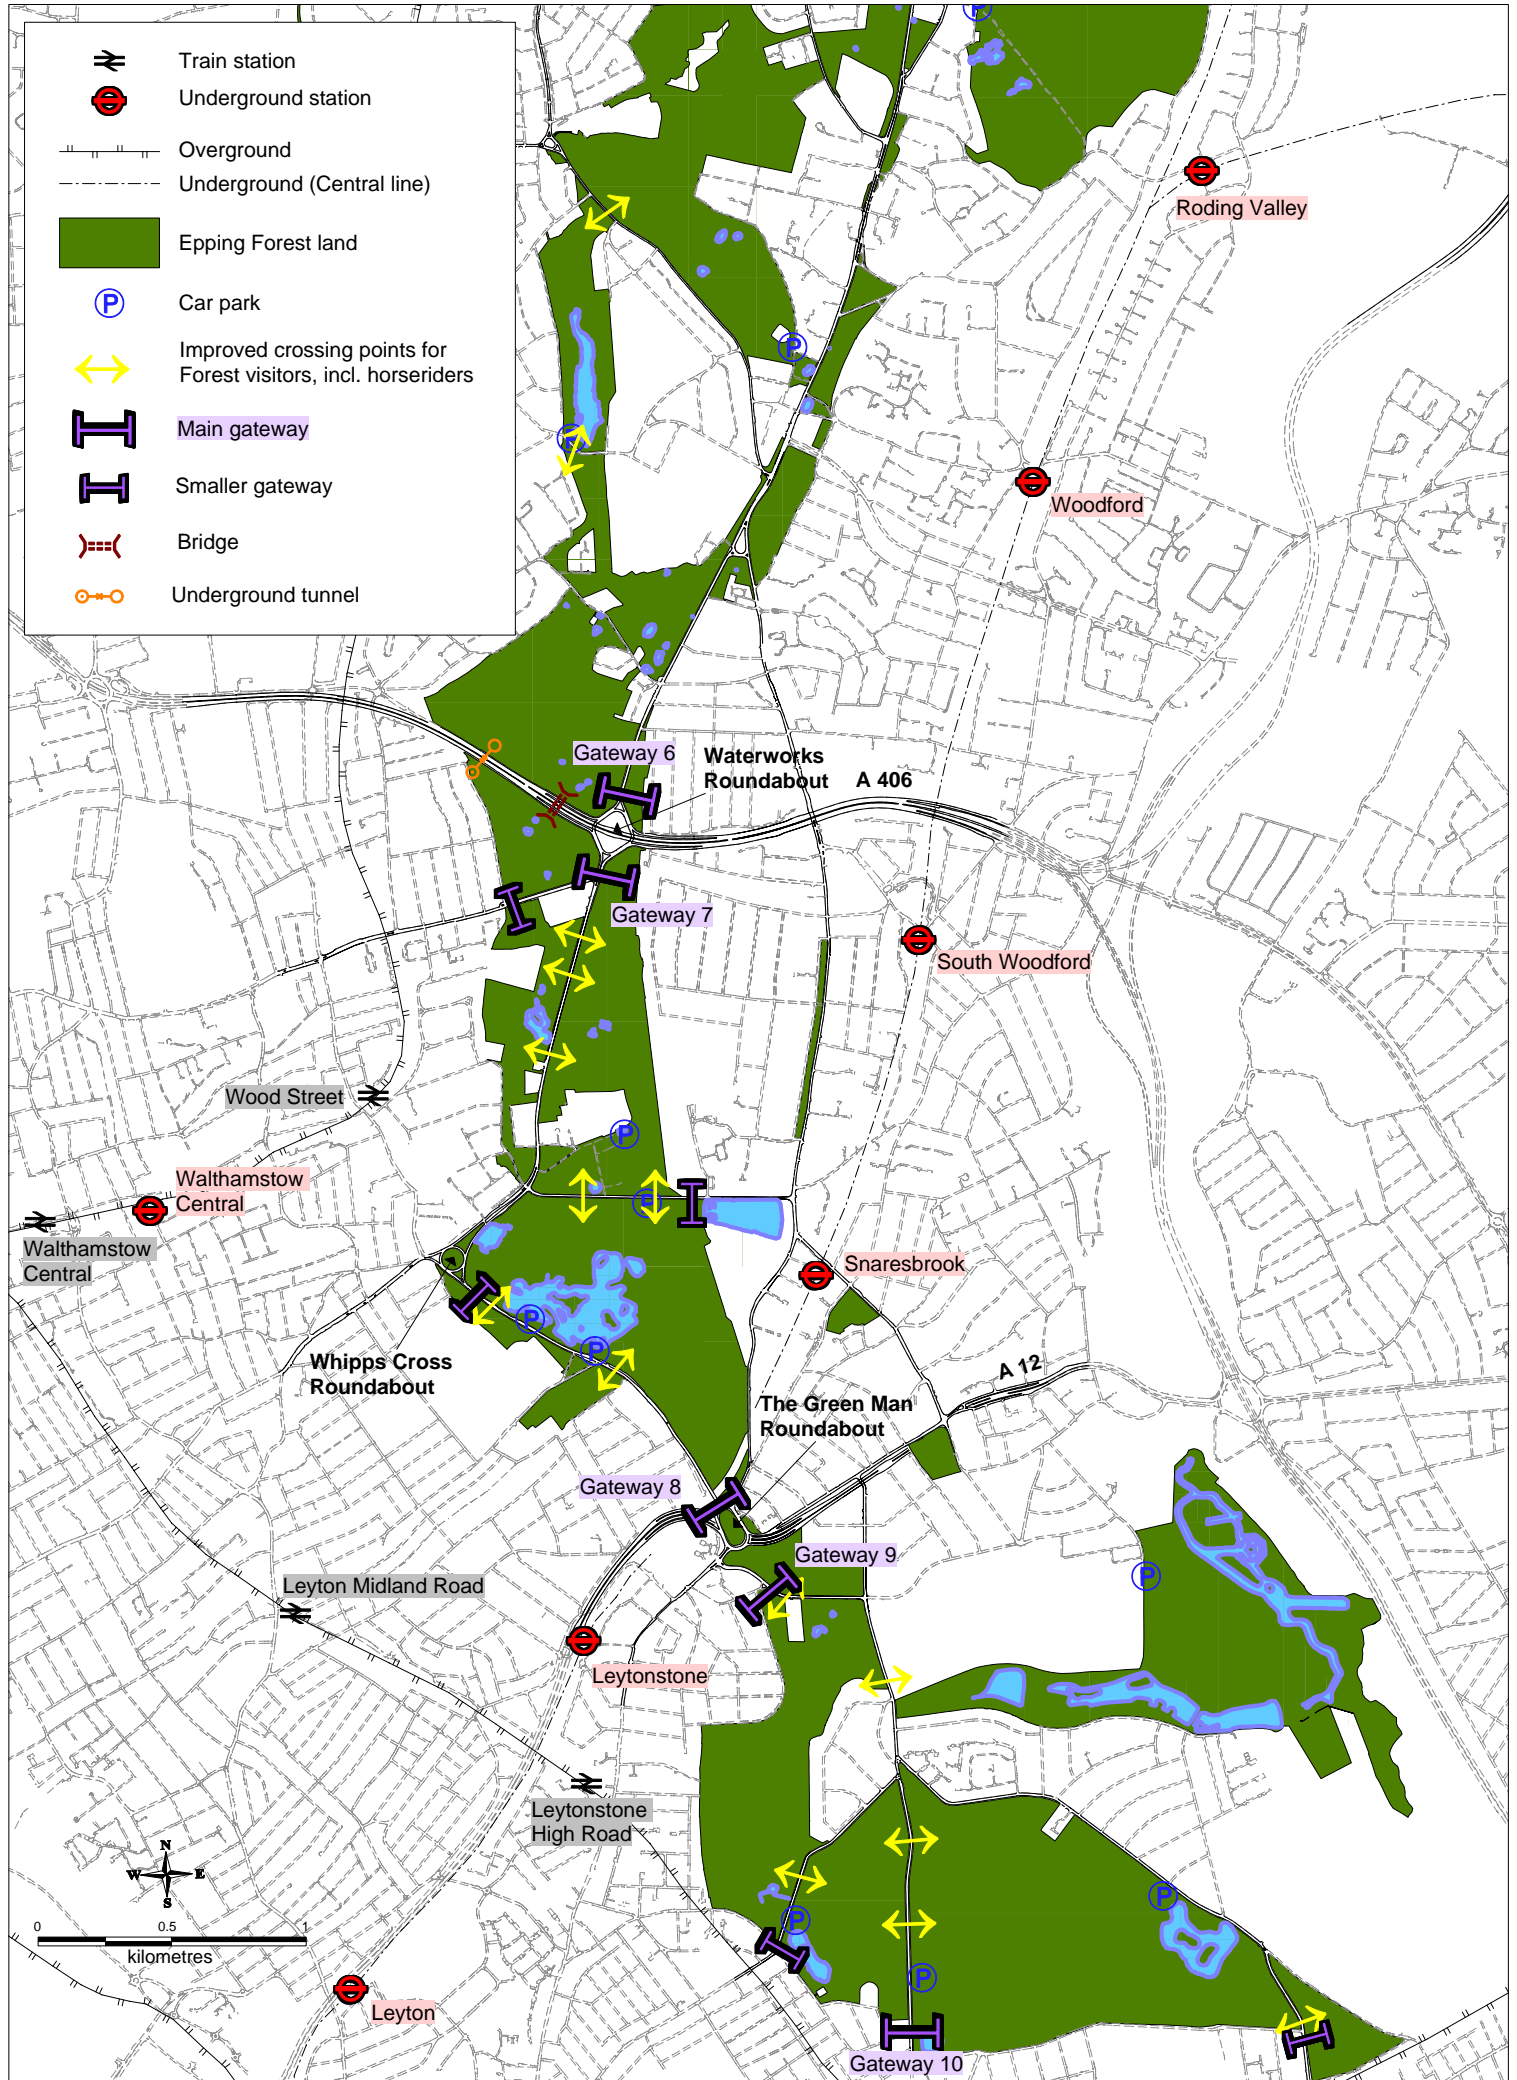 Train station
Underground station
Overground
Underground (Central line)
Epping Forest land
P
Car park
Improved crossing points for
Forest visitors, incl. horseriders
Main gateway
Smaller gateway
Bridge
Underground tunnel
P
Roding Valley
P
P
Woodford
Gateway 6
Waterworks
Roundabout
A 406
Gateway 7
South Woodford
Wood Street
P
Walthamstow
Central
P
Walthamstow
Central
Snaresbrook
P
P
Whipps Cross
Roundabout
A 12
The Green Man
Roundabout
Gateway 8
Gateway 9
P
Leyton Midland Road
Leytonstone
Leytonstone
High Road
N
W
E
S
P
P
P
0
0.5
1
kilometres
Leyton
Gateway 10